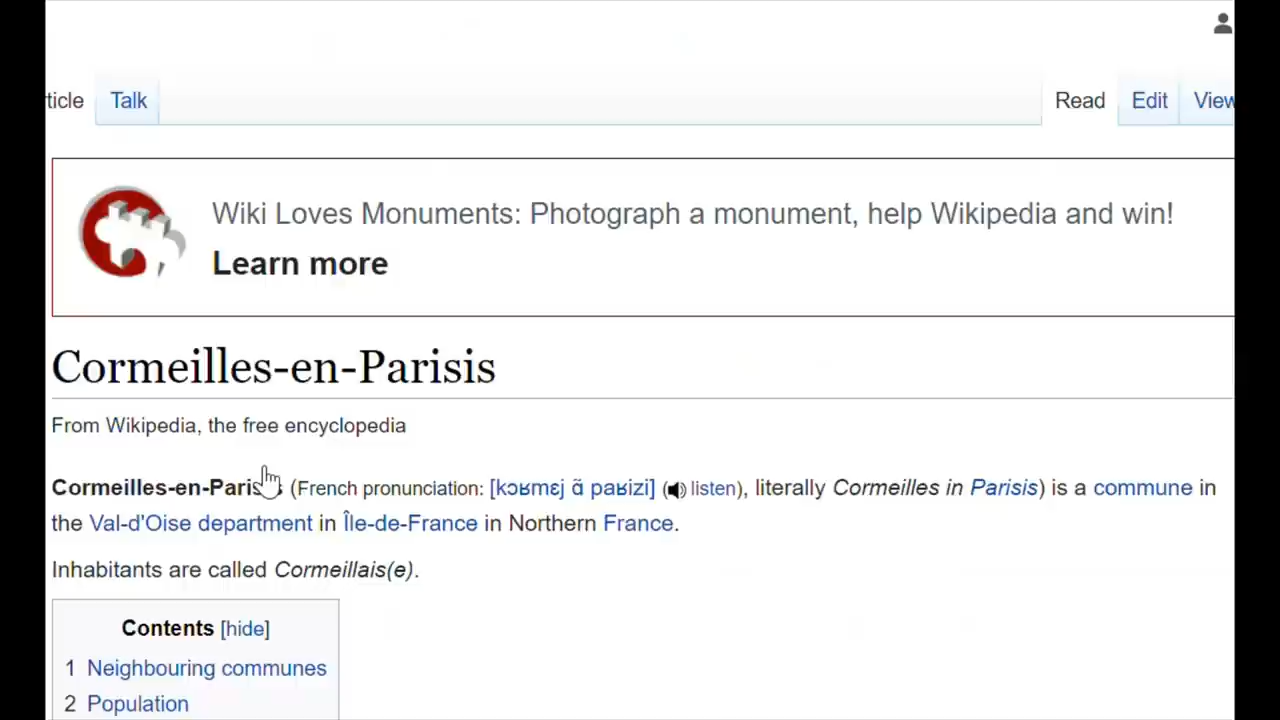 ticle Talk Read Edit View
Wiki Loves Monuments: Photograph a monument, help Wikipedia and win!
Learn more
Cormeilles-en-Parisis
From Wikipedia, the free encyclopedia
Cormeilles-en-Parisis (French pronunciation: [kɔʁmɛj ɑ̃ paʁizi] (listen), literally Cormeilles in Parisis) is a commune in
the Val-d'Oise department in Île-de-France in Northern France.
Inhabitants are called Cormeillais(e).
Contents [hide]
1 Neighbouring communes
2 Population